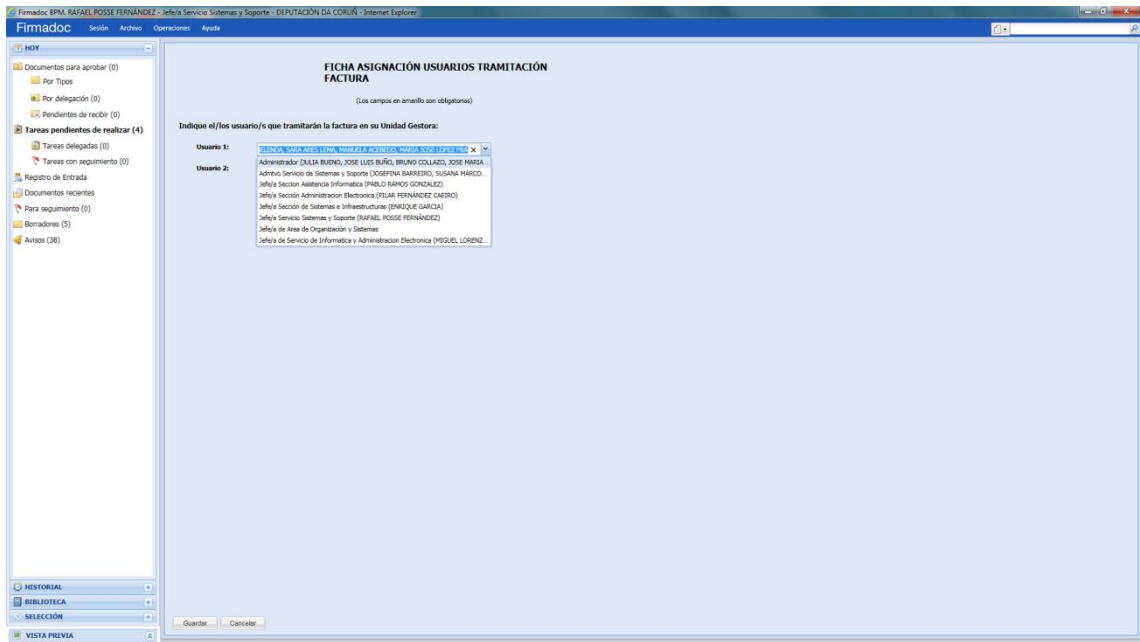 Firmadoc BPM. RAFAEL POSSE FERNÁNDEZ - Jefe/a Servicio Sistemas y Soporte - DEPUTACIÓN DA CORUÑ - Internet Explorer
Firmadoc Sesión Archivo Operaciones Ayuda
HOY
Documentos para aprobar (0)
Por Tipos
Por delegación (0)
Pendientes de recibir (0)
Tareas pendientes de realizar (4)
Tareas delegadas (0)
Tareas con seguimiento (0)
Registro de Entrada
Documentos recientes
Para seguimiento (0)
Borradores (5)
Avisos (38)
FICHA ASIGNACIÓN USUARIOS TRAMITACIÓN
FACTURA
(Los campos en amarillo son obligatorios)
Indique el/los usuario/s que tramitarán la factura en su Unidad Gestora:
Usuario 1:
ELENDA, SARA ARES LEMA, MANUELA ACEBEDO, MARIA JOSE LOPEZ FRA
Usuario 2:
Administrador (JULIA BUENO, JOSE LUIS BUÑO, BRUNO COLLAZO, JOSE MARIA...
Admtvo Servicio de Sistemas y Soporte (JOSEFINA BARREIRO, SUSANA MARCO...
Jefe/a Seccion Asistencia Informatica (PABLO RAMOS GONZALEZ)
Jefe/a Sección Administracion Electronica (PILAR FERNÁNDEZ CAEIRO)
Jefe/a Sección de Sistemas e Infraestructuras (ENRIQUE GARCIA)
Jefe/a Servicio Sistemas y Soporte (RAFAEL POSSE FERNÁNDEZ)
Jefe/a de Area de Organización y Sistemas
Jefe/a de Servicio de Informatica y Administracion Electronica (MIGUEL LORENZ...
HISTORIAL
BIBLIOTECA
SELECCIÓN
VISTA PREVIA
Guardar Cancelar